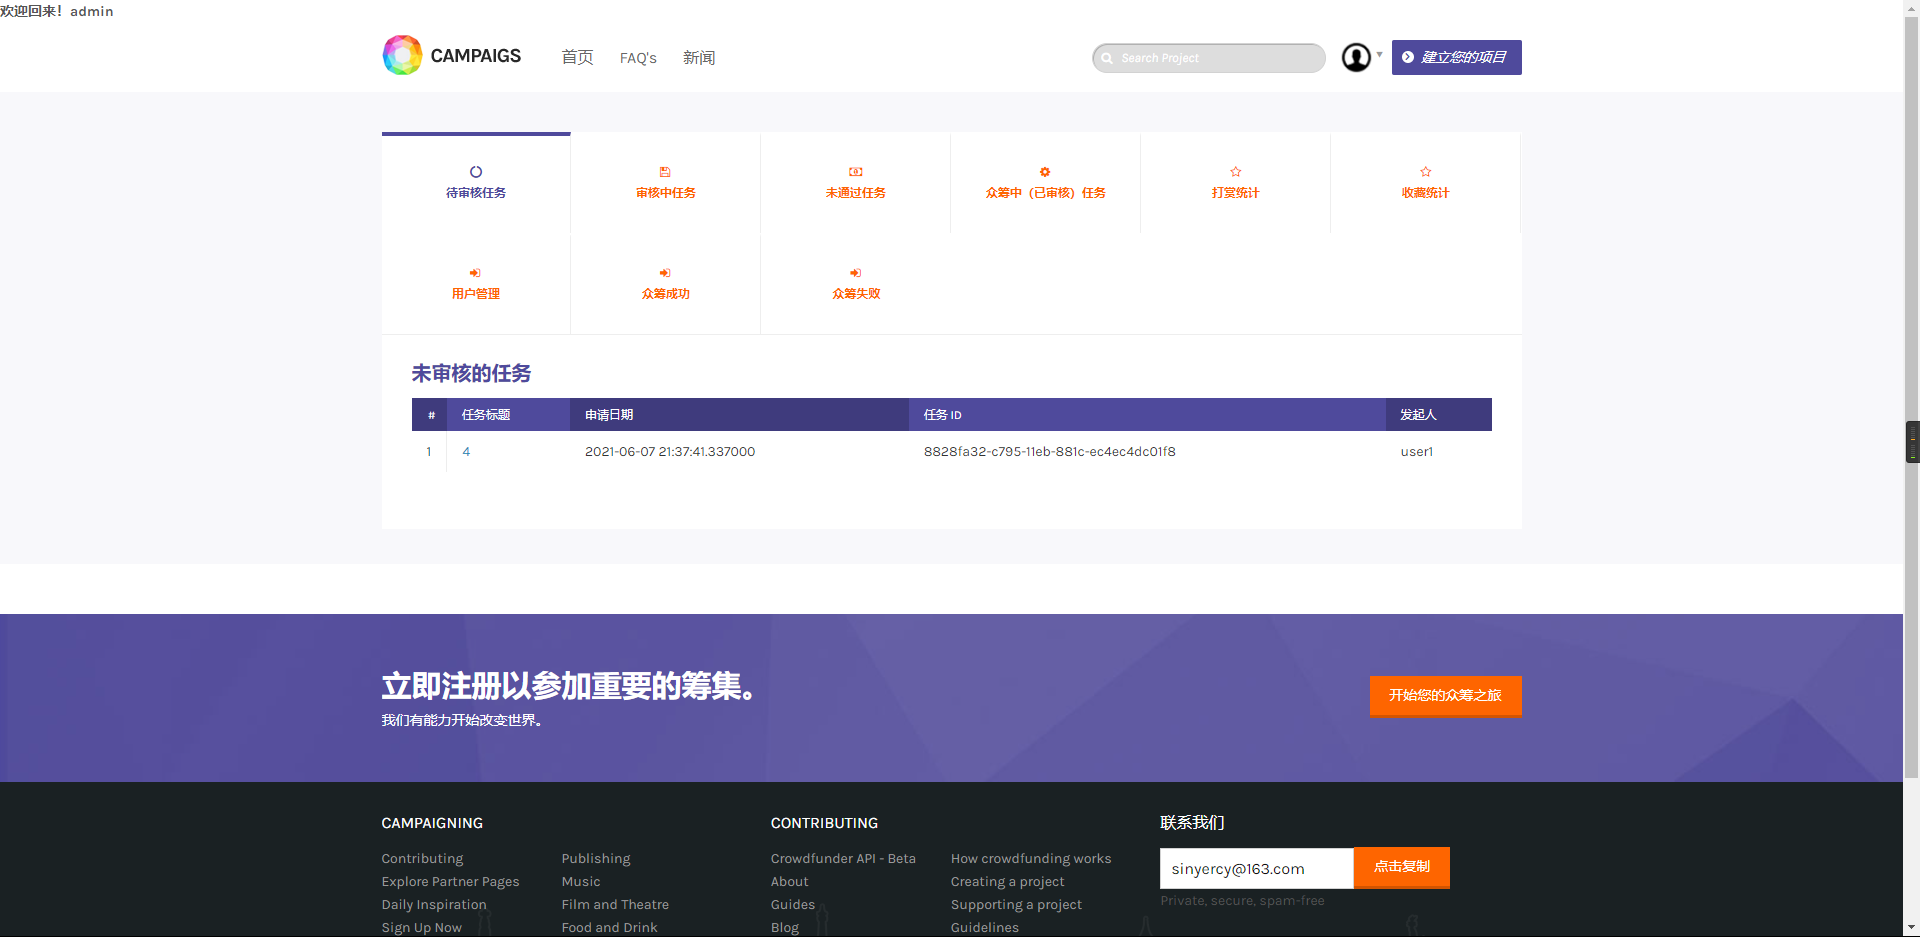 欢迎回来！admin
CAMPAIGS 首页 FAQ's 新闻 Search Project 建立您的项目
待审核任务 审核中任务 未通过任务 众筹中（已审核）任务 打赏统计 收藏统计
用户管理 众筹成功 众筹失败
未审核的任务
# 任务标题 申请日期 任务 ID 发起人
1 4 2021-06-07 21:37:41.337000 8828fa32-c795-11eb-881c-ec4ec4dc01f8 user1
立即注册以参加重要的筹集。
我们有能力开始改变世界。
开始您的众筹之旅
CAMPAIGNING CONTRIBUTING 联系我们
Contributing Publishing Crowdfunder API - Beta How crowdfunding works
Explore Partner Pages Music About Creating a project
sinyercy@163.com 点击复制
Daily Inspiration Film and Theatre Guides Supporting a project Private, secure, spam-free
Sign Up Now Food and Drink Blog Guidelines